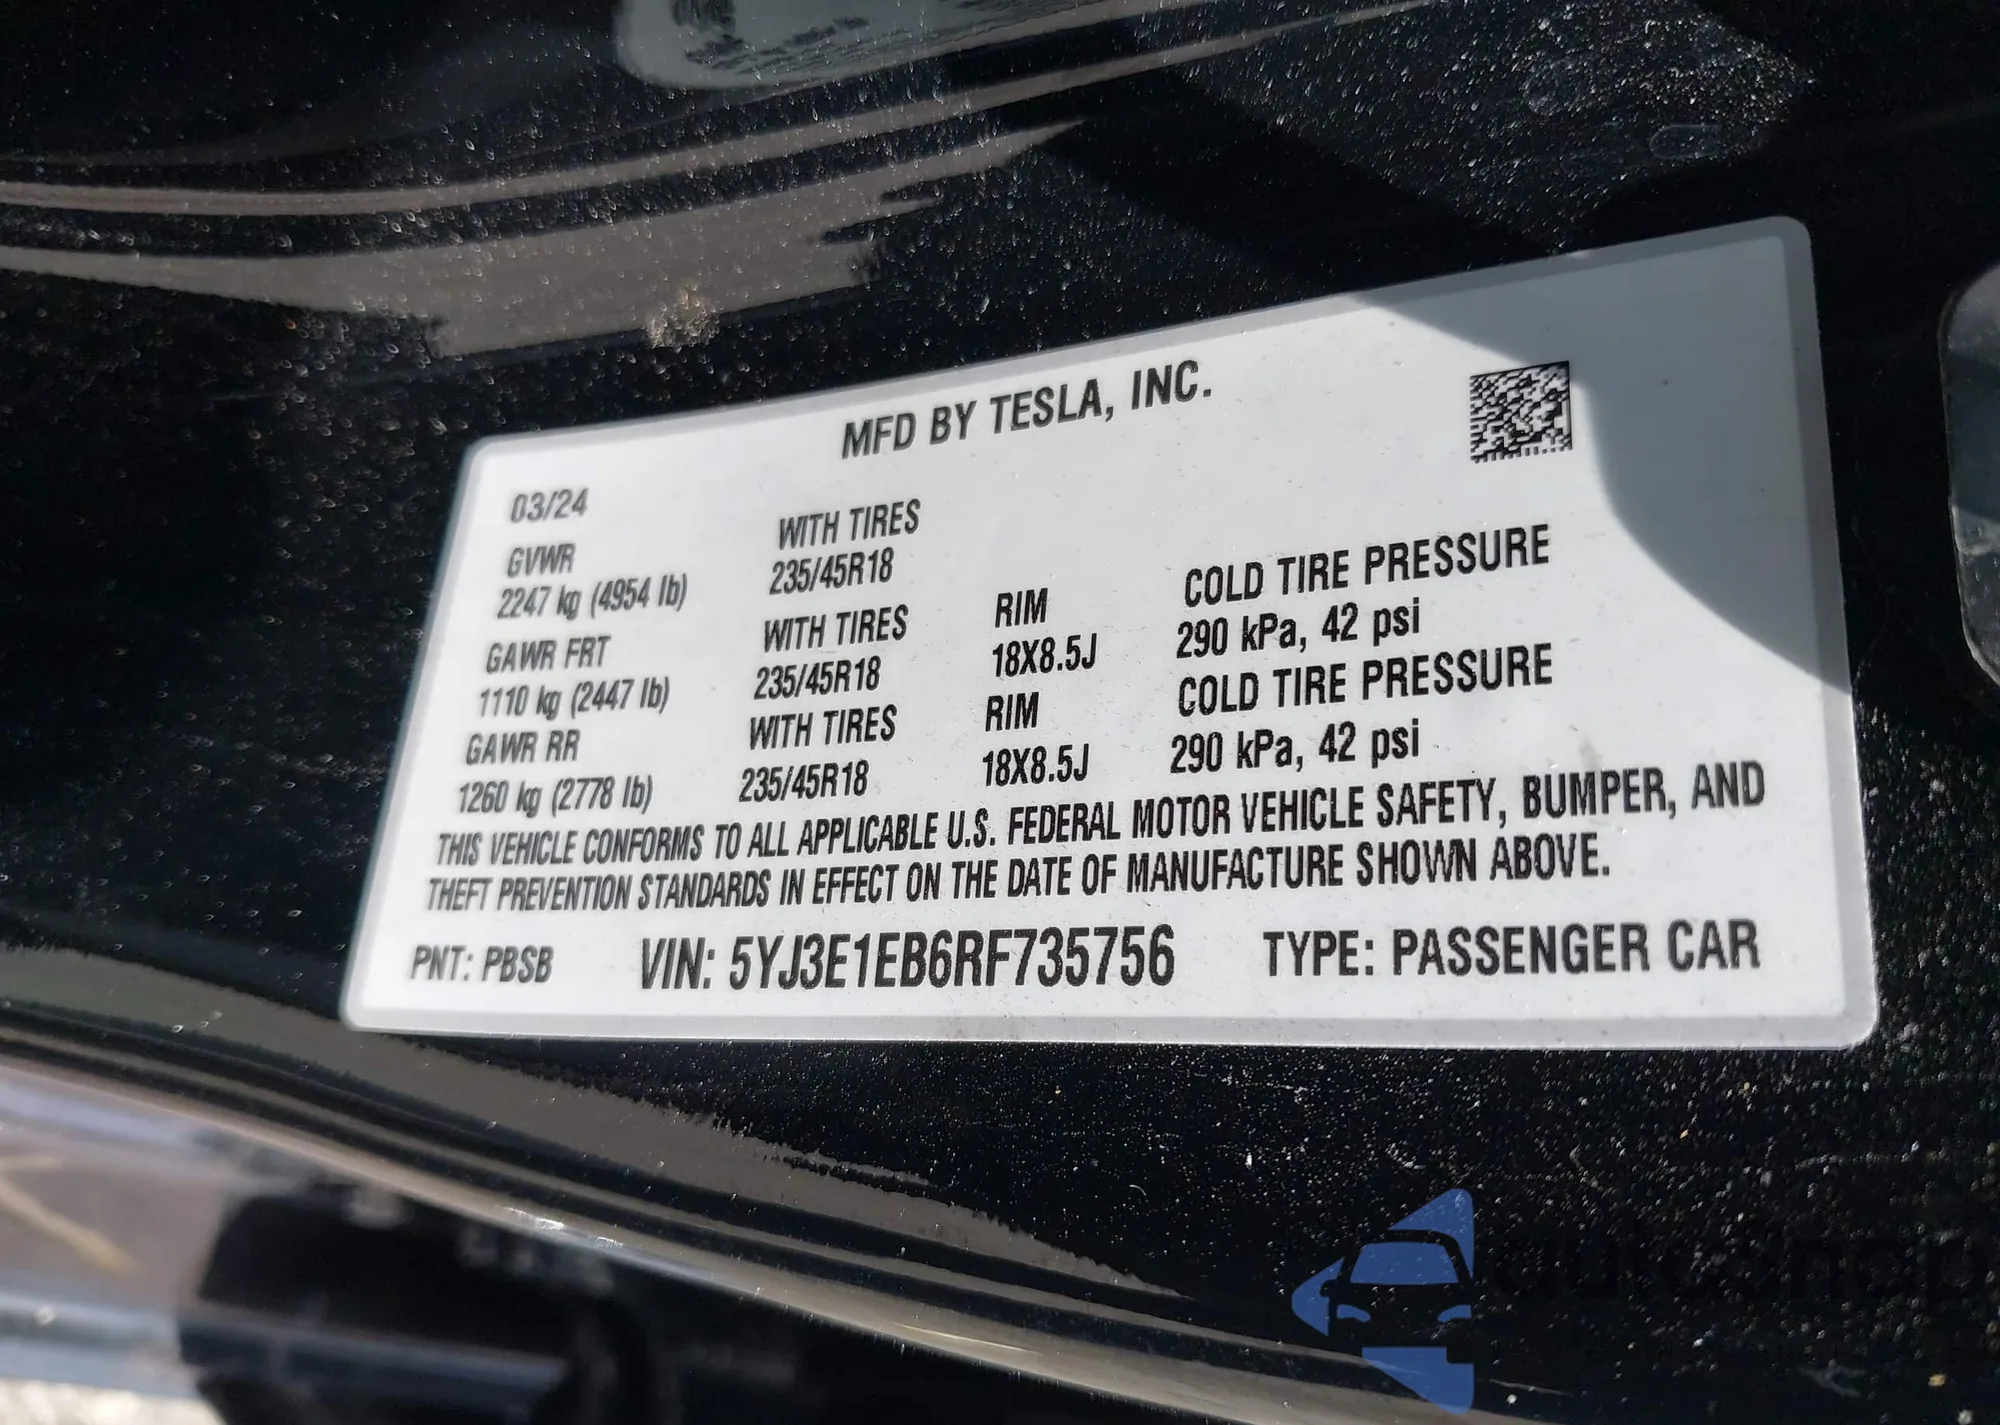 MFD BY TESLA, INC.
03/24
GVWR WITH TIRES
2247 kg (4954 lb) 235/45R18
GAWR FRT WITH TIRES RIM COLD TIRE PRESSURE
1110 kg (2447 lb) 235/45R18 18X8.5J 290 kPa, 42 psi
GAWR RR WITH TIRES RIM COLD TIRE PRESSURE
1260 kg (2778 lb) 235/45R18 18X8.5J 290 kPa, 42 psi
THIS VEHICLE CONFORMS TO ALL APPLICABLE U.S. FEDERAL MOTOR VEHICLE SAFETY, BUMPER, AND
THEFT PREVENTION STANDARDS IN EFFECT ON THE DATE OF MANUFACTURE SHOWN ABOVE.
PNT: PBSB VIN: 5YJ3E1EB6RF735756 TYPE: PASSENGER CAR